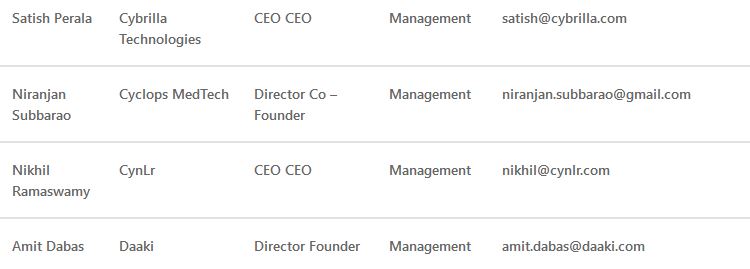 Satish Perala Cybrilla CEO CEO Management satish@cybrilla.com
Technologies
Niranjan Cyclops MedTech Director Co – Management niranjan.subbarao@gmail.com
Subbarao Founder
Nikhil CynLr CEO CEO Management nikhil@cynlr.com
Ramaswamy
Amit Dabas Daaki Director Founder Management amit.dabas@daaki.com